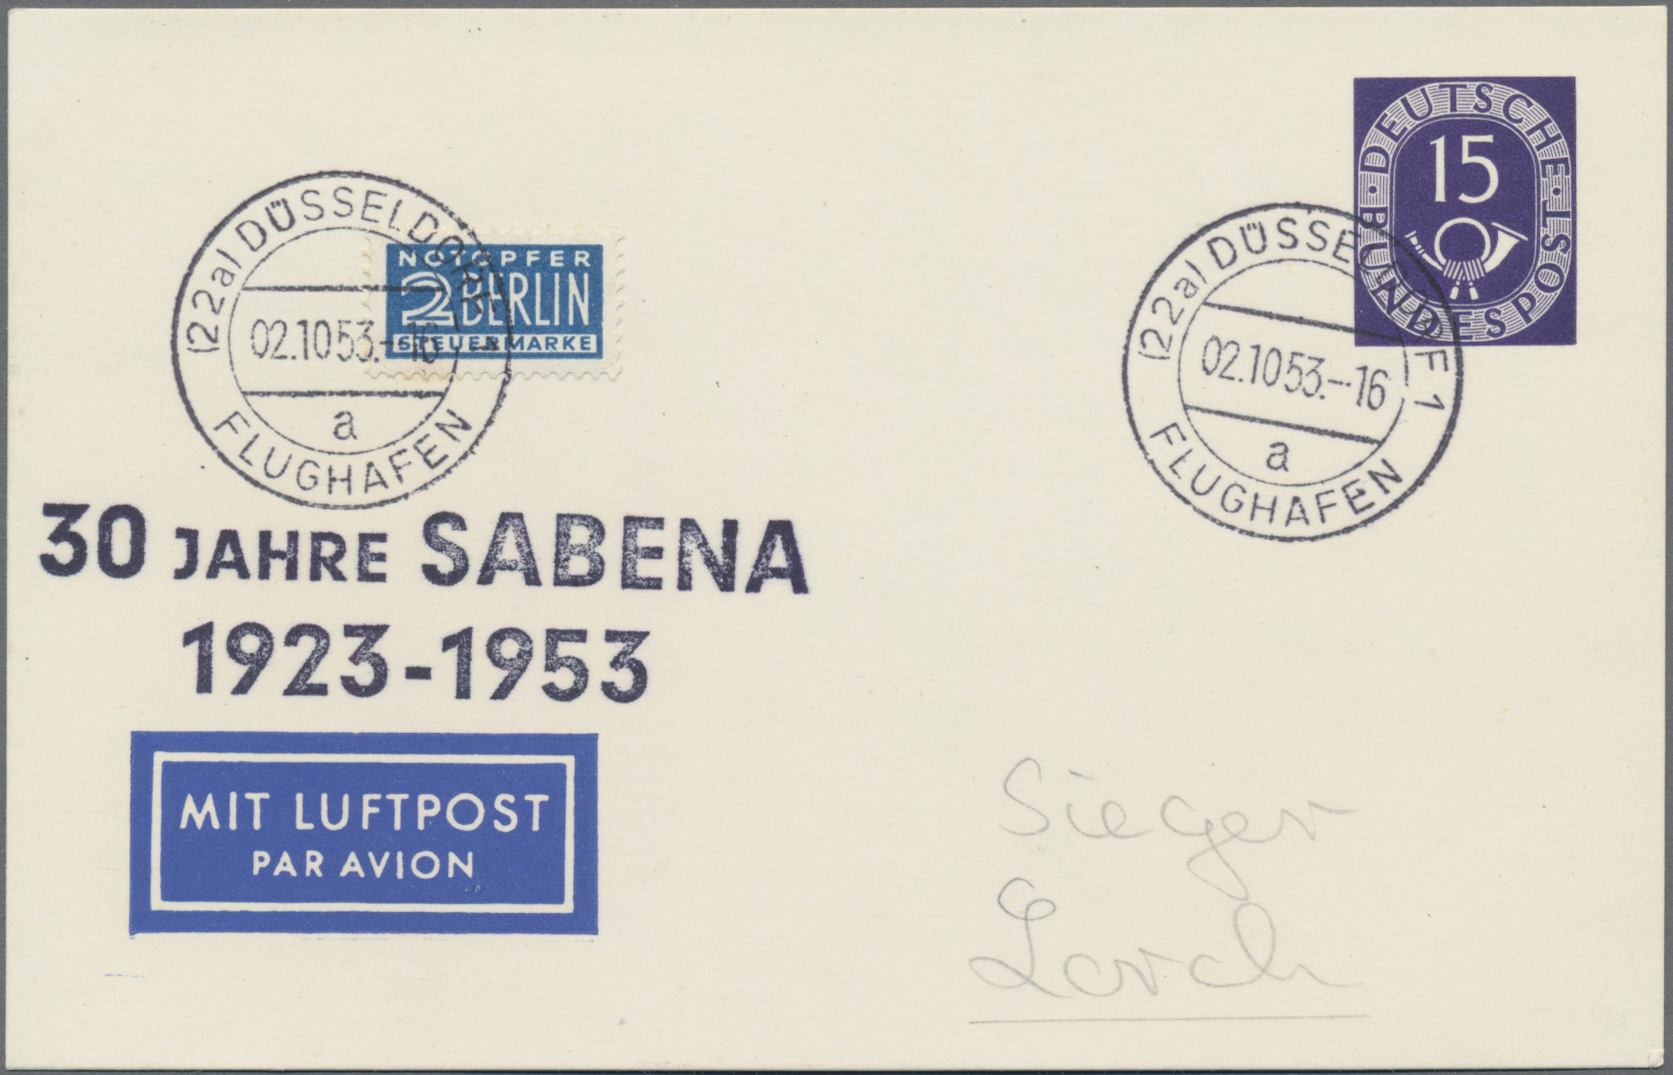 DEUTSCHE · BUNDESPOST ·
15
(22a) DÜSSELDORF 1
02.10.53.--16
a
FLUGHAFEN
NOTOPFER
2 BERLIN
STEUERMARKE
(22a) DÜSSELDORF 1
02.10.53.--16
a
FLUGHAFEN
30 JAHRE SABENA
1923-1953
MIT LUFTPOST
PAR AVION
Sieger
Lorch